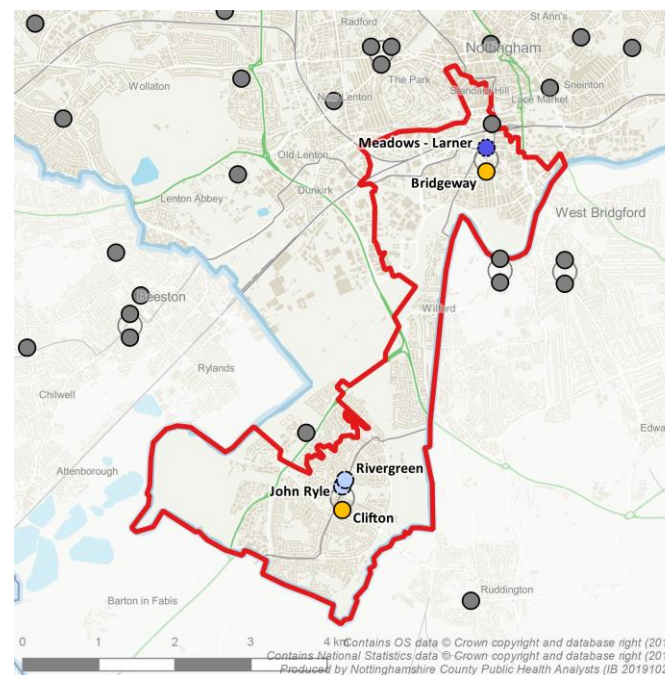 St Ann's
Radford
Nottingham
Wollaton
The Park
Sneinton
New Lenton
Standard Hill
Lace Market
Meadows - Larner
Old Lenton
Bridgeway
Dunkirk
Lenton Abbey
West Bridgford
Beeston
Wilford
Rylands
Chilwell
Edwa
Attenborough
Rivergreen
John Ryle
Clifton
Ruddington
Barton in Fabis
0 1 2 3 4 km
Contains OS data © Crown copyright and database right (201
Contains National Statistics data © Crown copyright and database right (201
Produced by Nottinghamshire County Public Health Analysts (IB 2019102